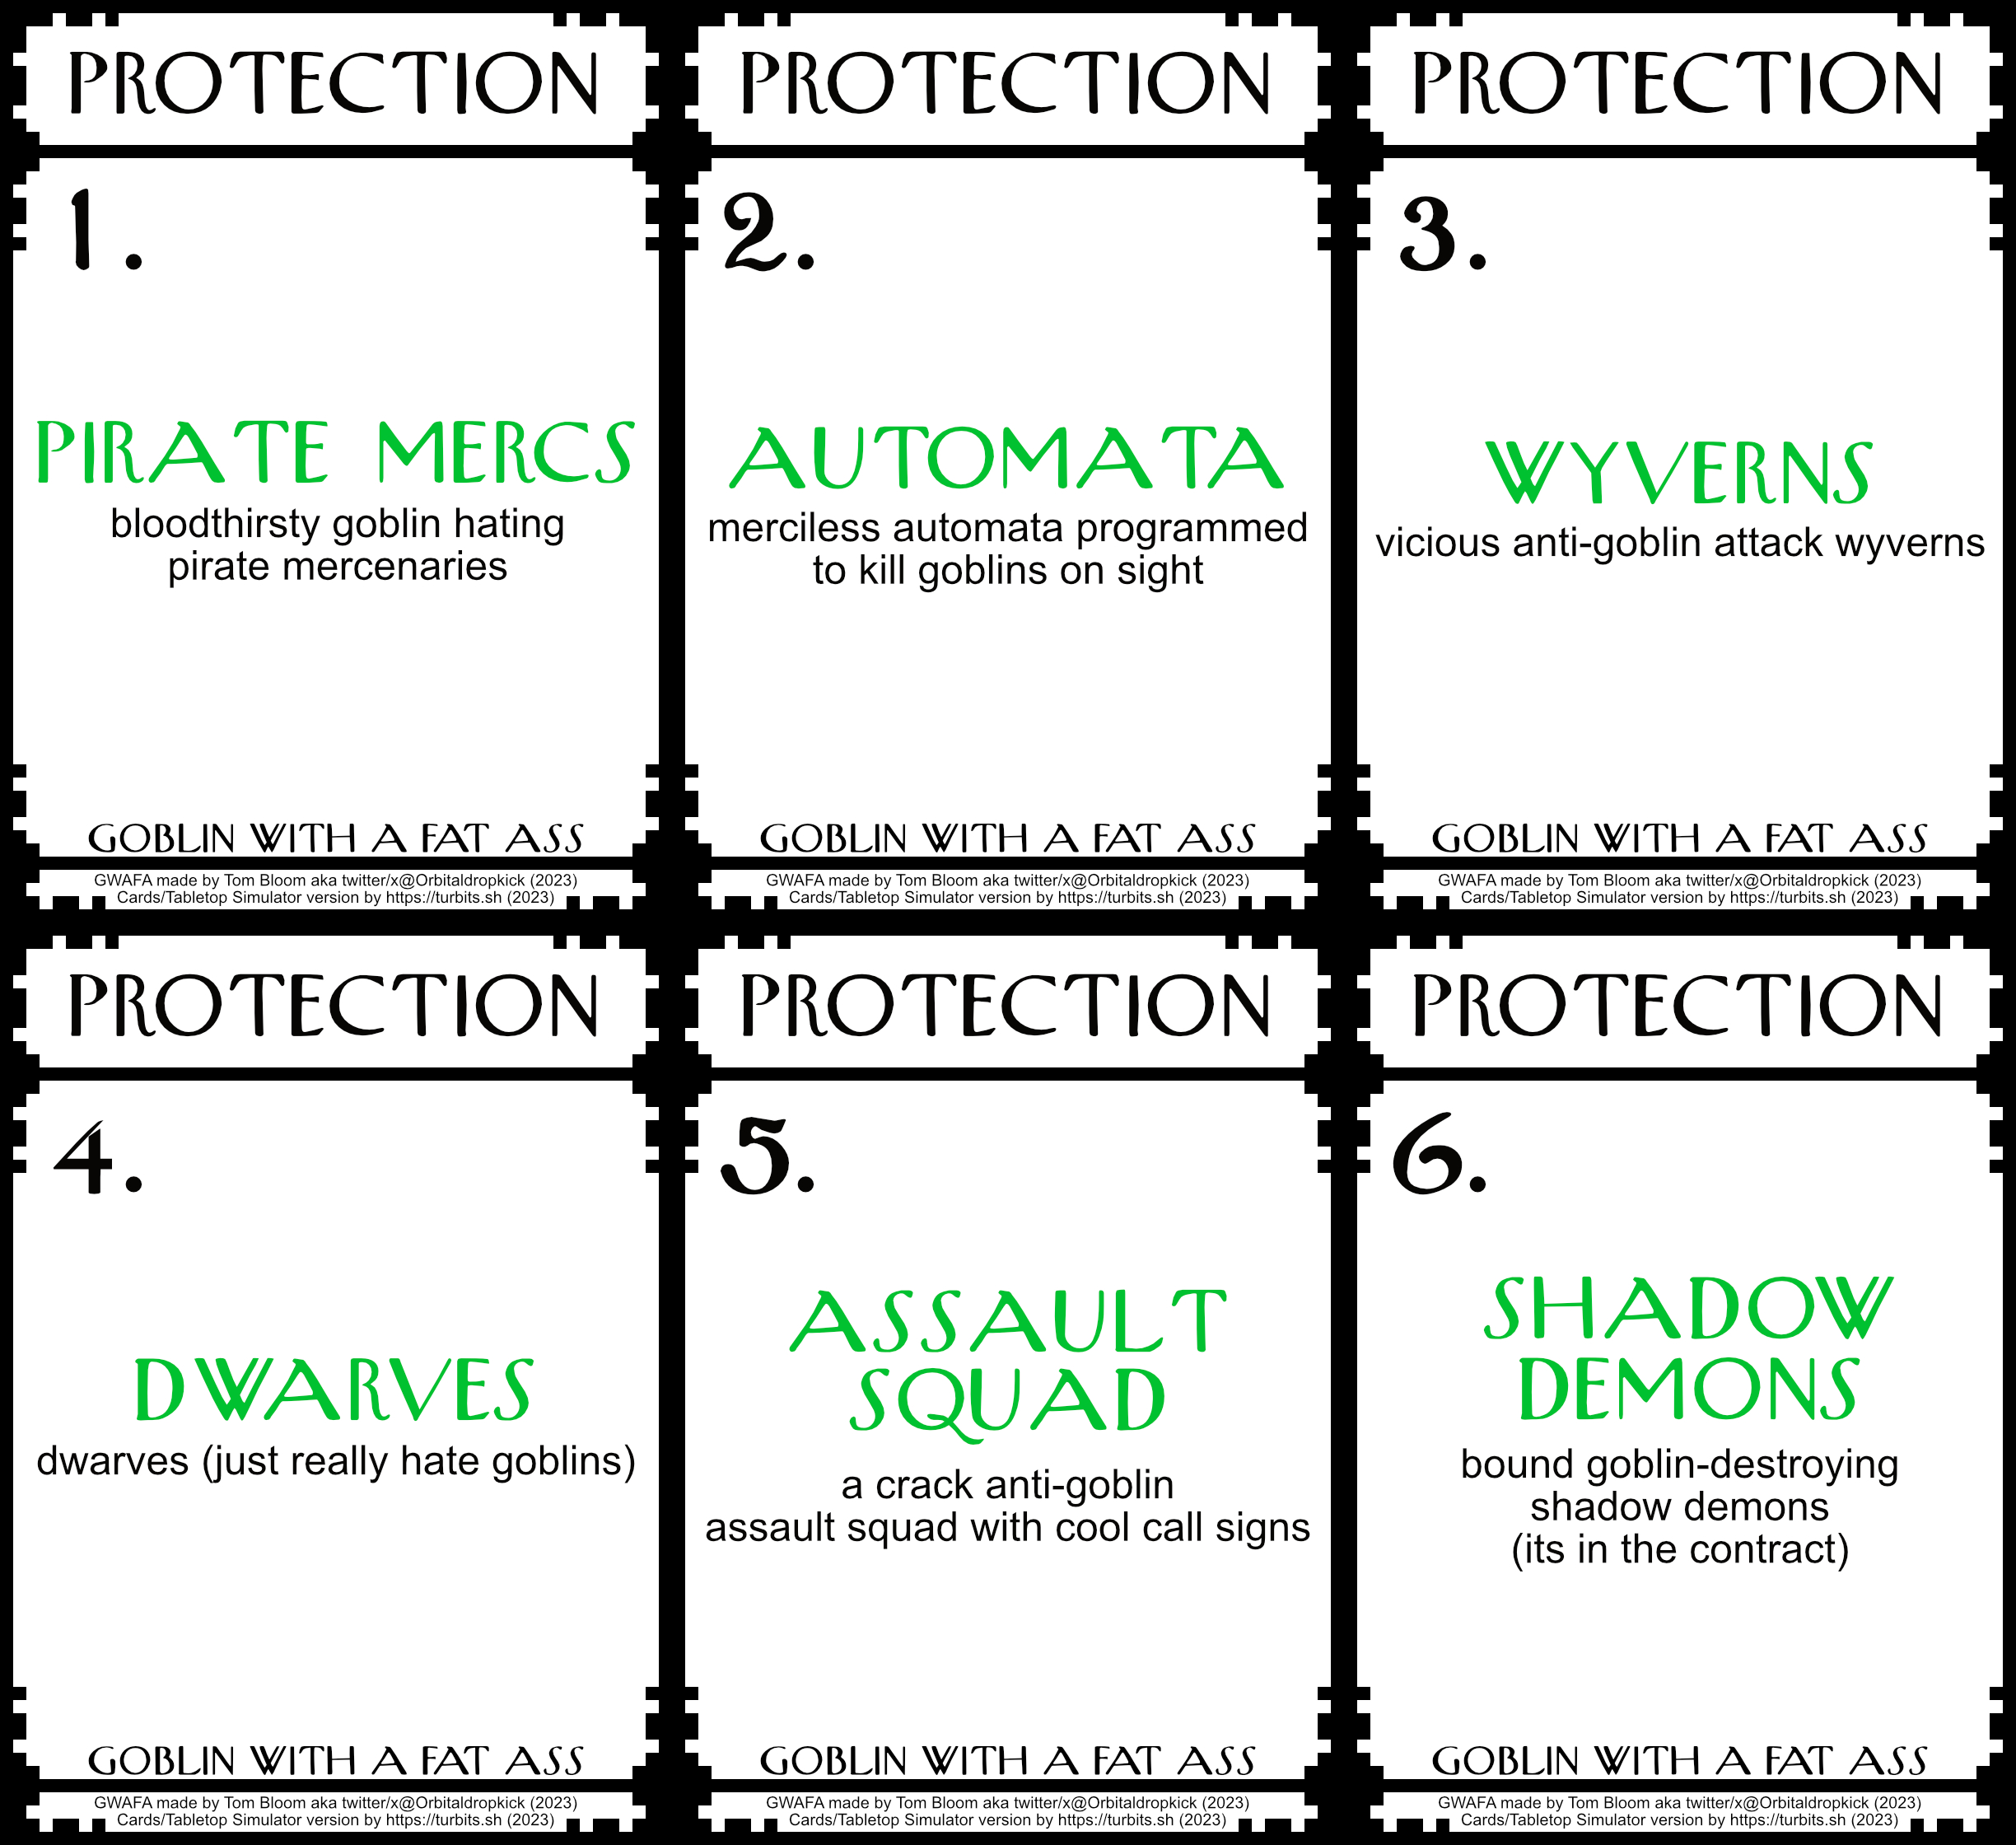 PROTECTION
1.
PIRATE MERCS
bloodthirsty goblin hating
pirate mercenaries
GOBLIN WITH A FAT ASS
GWAFA made by Tom Bloom aka twitter/x@Orbitaldropkick (2023)
Cards/Tabletop Simulator version by https://turbits.sh (2023)
PROTECTION
2.
AUTOMATA
merciless automata programmed
to kill goblins on sight
GOBLIN WITH A FAT ASS
GWAFA made by Tom Bloom aka twitter/x@Orbitaldropkick (2023)
Cards/Tabletop Simulator version by https://turbits.sh (2023)
PROTECTION
3.
WYVERNS
vicious anti-goblin attack wyverns
GOBLIN WITH A FAT ASS
GWAFA made by Tom Bloom aka twitter/x@Orbitaldropkick (2023)
Cards/Tabletop Simulator version by https://turbits.sh (2023)
PROTECTION
4.
DWARVES
dwarves (just really hate goblins)
GOBLIN WITH A FAT ASS
GWAFA made by Tom Bloom aka twitter/x@Orbitaldropkick (2023)
Cards/Tabletop Simulator version by https://turbits.sh (2023)
PROTECTION
5.
ASSAULT
SQUAD
a crack anti-goblin
assault squad with cool call signs
GOBLIN WITH A FAT ASS
GWAFA made by Tom Bloom aka twitter/x@Orbitaldropkick (2023)
Cards/Tabletop Simulator version by https://turbits.sh (2023)
PROTECTION
6.
SHADOW
DEMONS
bound goblin-destroying
shadow demons
(its in the contract)
GOBLIN WITH A FAT ASS
GWAFA made by Tom Bloom aka twitter/x@Orbitaldropkick (2023)
Cards/Tabletop Simulator version by https://turbits.sh (2023)